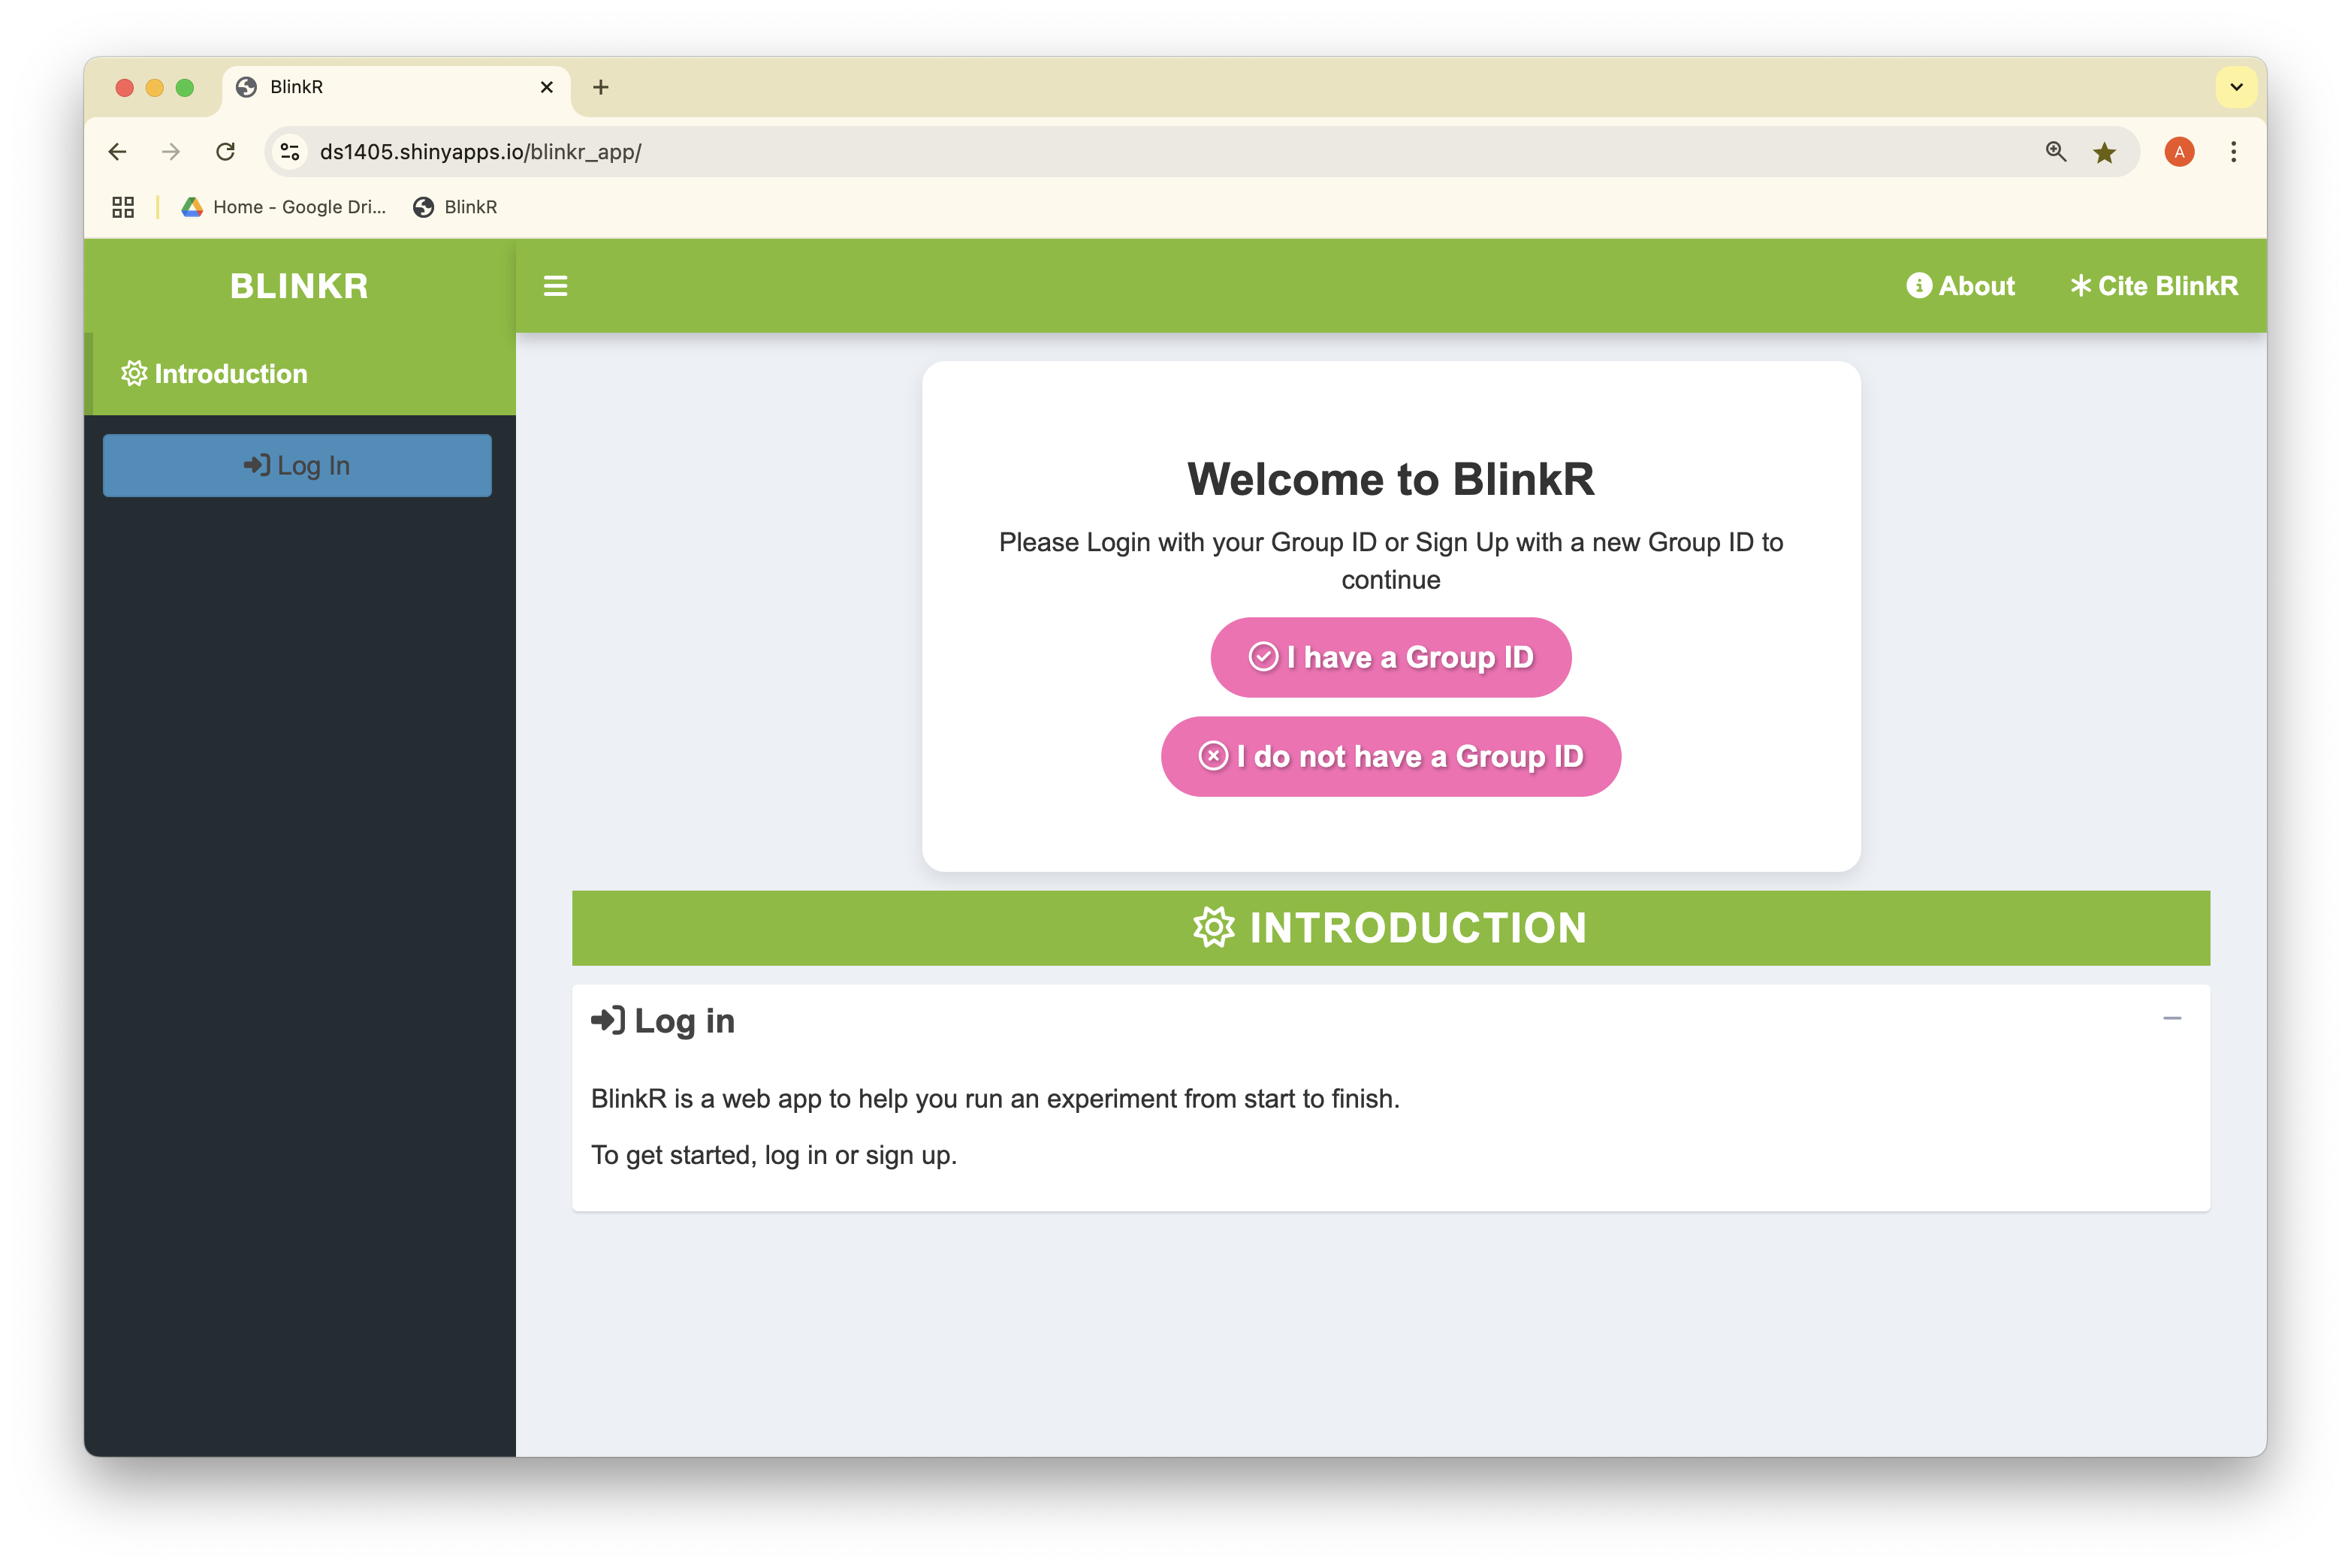 BlinkR
ds1405.shinyapps.io/blinkr_app/
A
Home - Google Dri...
BlinkR
BLINKR
About
Cite BlinkR
Introduction
Log In
Welcome to BlinkR
Please Login with your Group ID or Sign Up with a new Group ID to
continue
I have a Group ID
I do not have a Group ID
INTRODUCTION
Log in
BlinkR is a web app to help you run an experiment from start to finish.
To get started, log in or sign up.